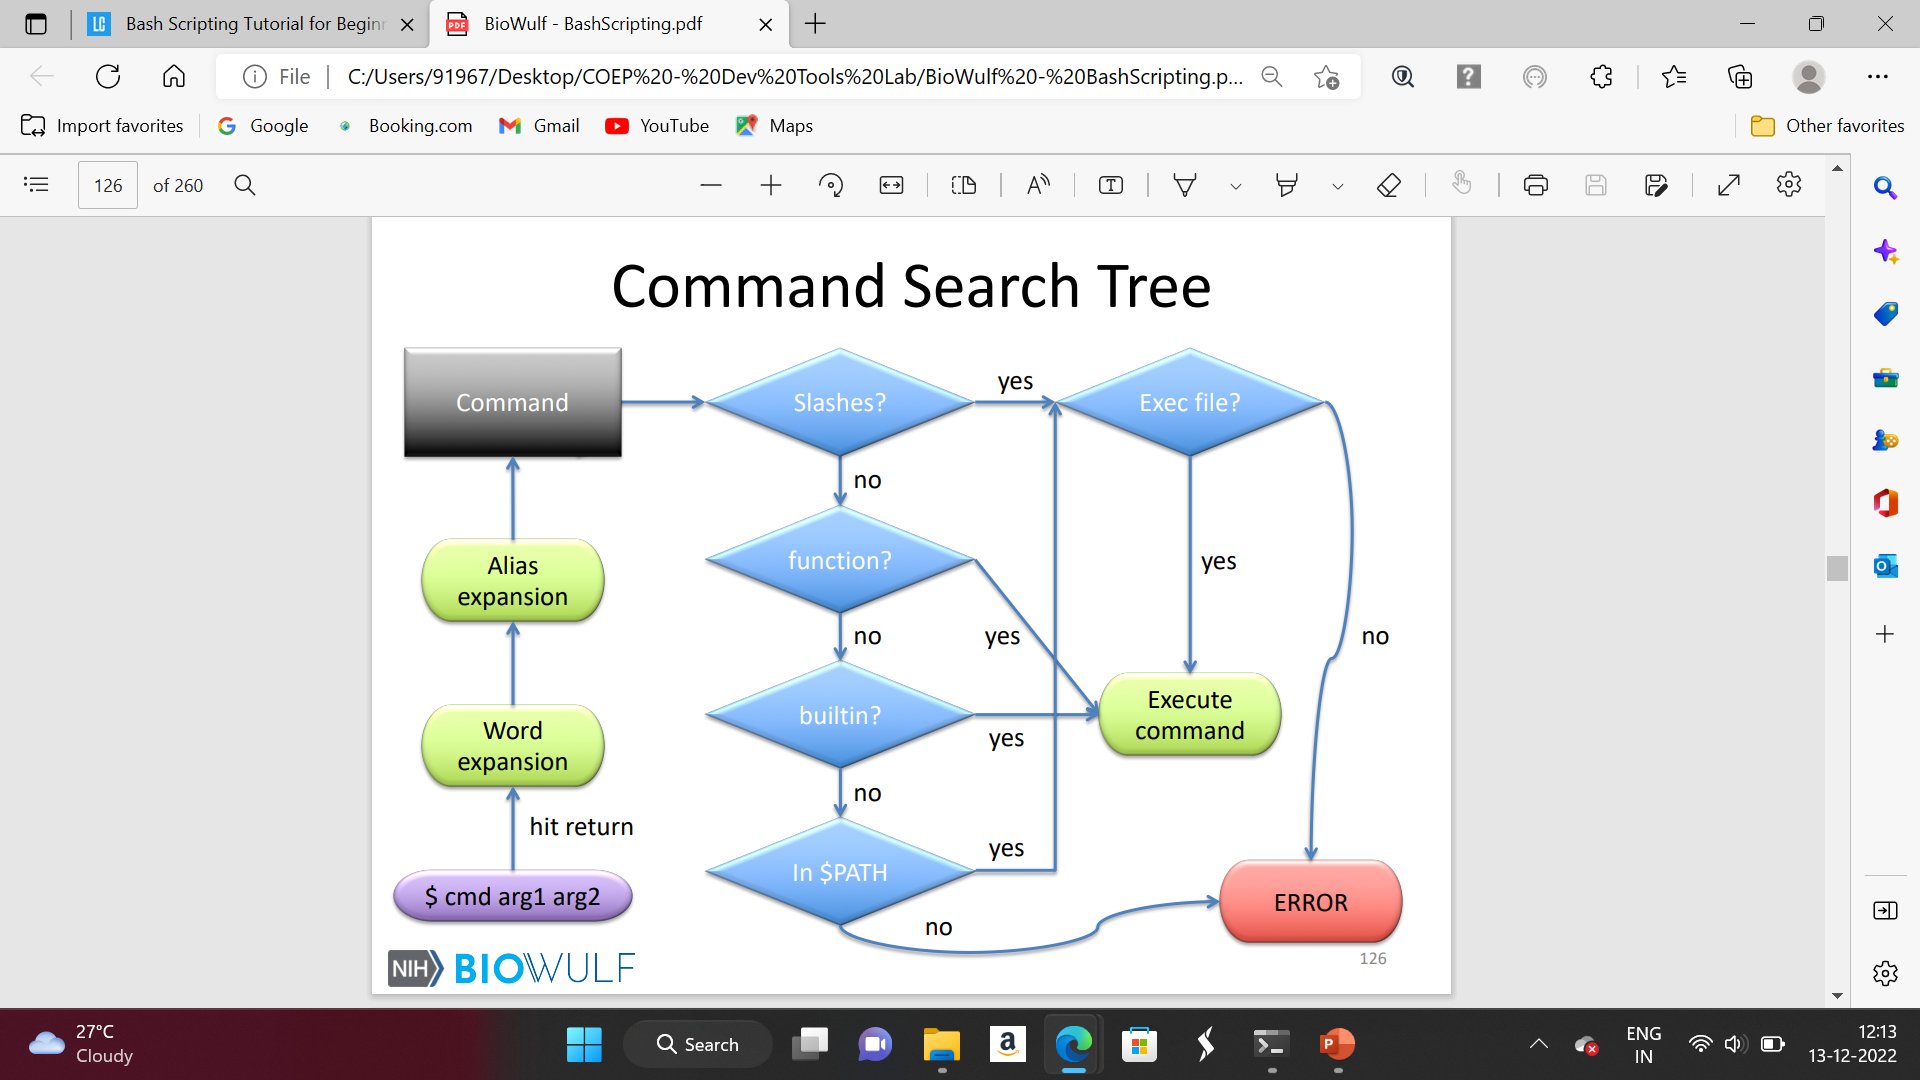 Bash Scripting Tutorial for Begin
BioWulf - BashScripting.pdf
File
C:/Users/91967/Desktop/COEP%20-%20Dev%20Tools%20Lab/BioWulf%20-%20BashScripting.p...
Import favorites
Google
Booking.com
Gmail
YouTube
Maps
Other favorites
126
of 260
Command Search Tree
Command
Slashes?
yes
Exec file?
no
Alias
expansion
function?
yes
no
yes
no
Word
expansion
builtin?
yes
Execute
command
no
hit return
In $PATH
yes
$ cmd arg1 arg2
no
ERROR
NIH BIOWULF
126
27°C
Cloudy
Search
ENG
IN
12:13
13-12-2022